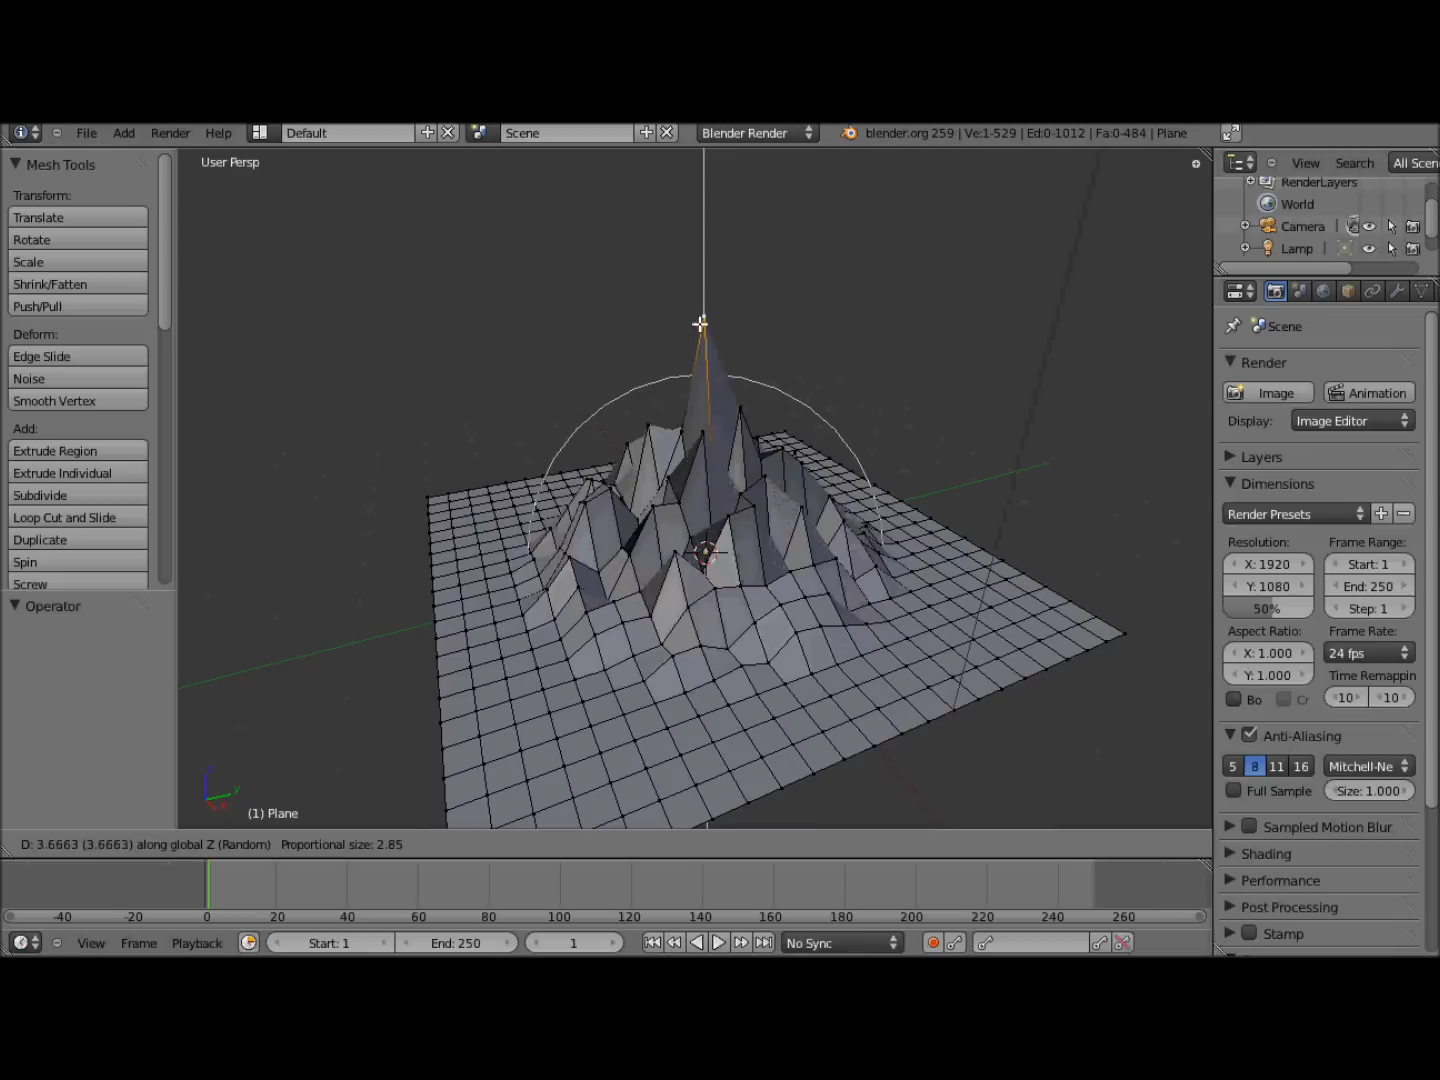 File Add Render Help Default Scene Blender Render blender.org 259 | Ve:1-529 | Ed:0-1012 | Fa:0-484 | Plane
Mesh Tools
Transform:
Translate
Rotate
Scale
Shrink/Fatten
Push/Pull
Deform:
Edge Slide
Noise
Smooth Vertex
Add:
Extrude Region
Extrude Individual
Subdivide
Loop Cut and Slide
Duplicate
Spin
Screw
Operator
User Persp
(1) Plane
D: 3.6663 (3.6663) along global Z (Random) Proportional size: 2.85
View Search All Scen
RenderLayers
World
Camera
Lamp
Scene
Render
Image Animation
Display: Image Editor
Layers
Dimensions
Render Presets
Resolution: Frame Range:
X: 1920 Start: 1
Y: 1080 End: 250
50% Step: 1
Aspect Ratio: Frame Rate:
X: 1.000 24 fps
Y: 1.000 Time Remappin
Bo Cr 10 10
Anti-Aliasing
5 8 11 16 Mitchell-Ne
Full Sample Size: 1.000
Sampled Motion Blur
Shading
Performance
Post Processing
Stamp
-40 -20 0 20 40 60 80 100 120 140 160 180 200 220 240 260
View Frame Playback Start: 1 End: 250 1 No Sync